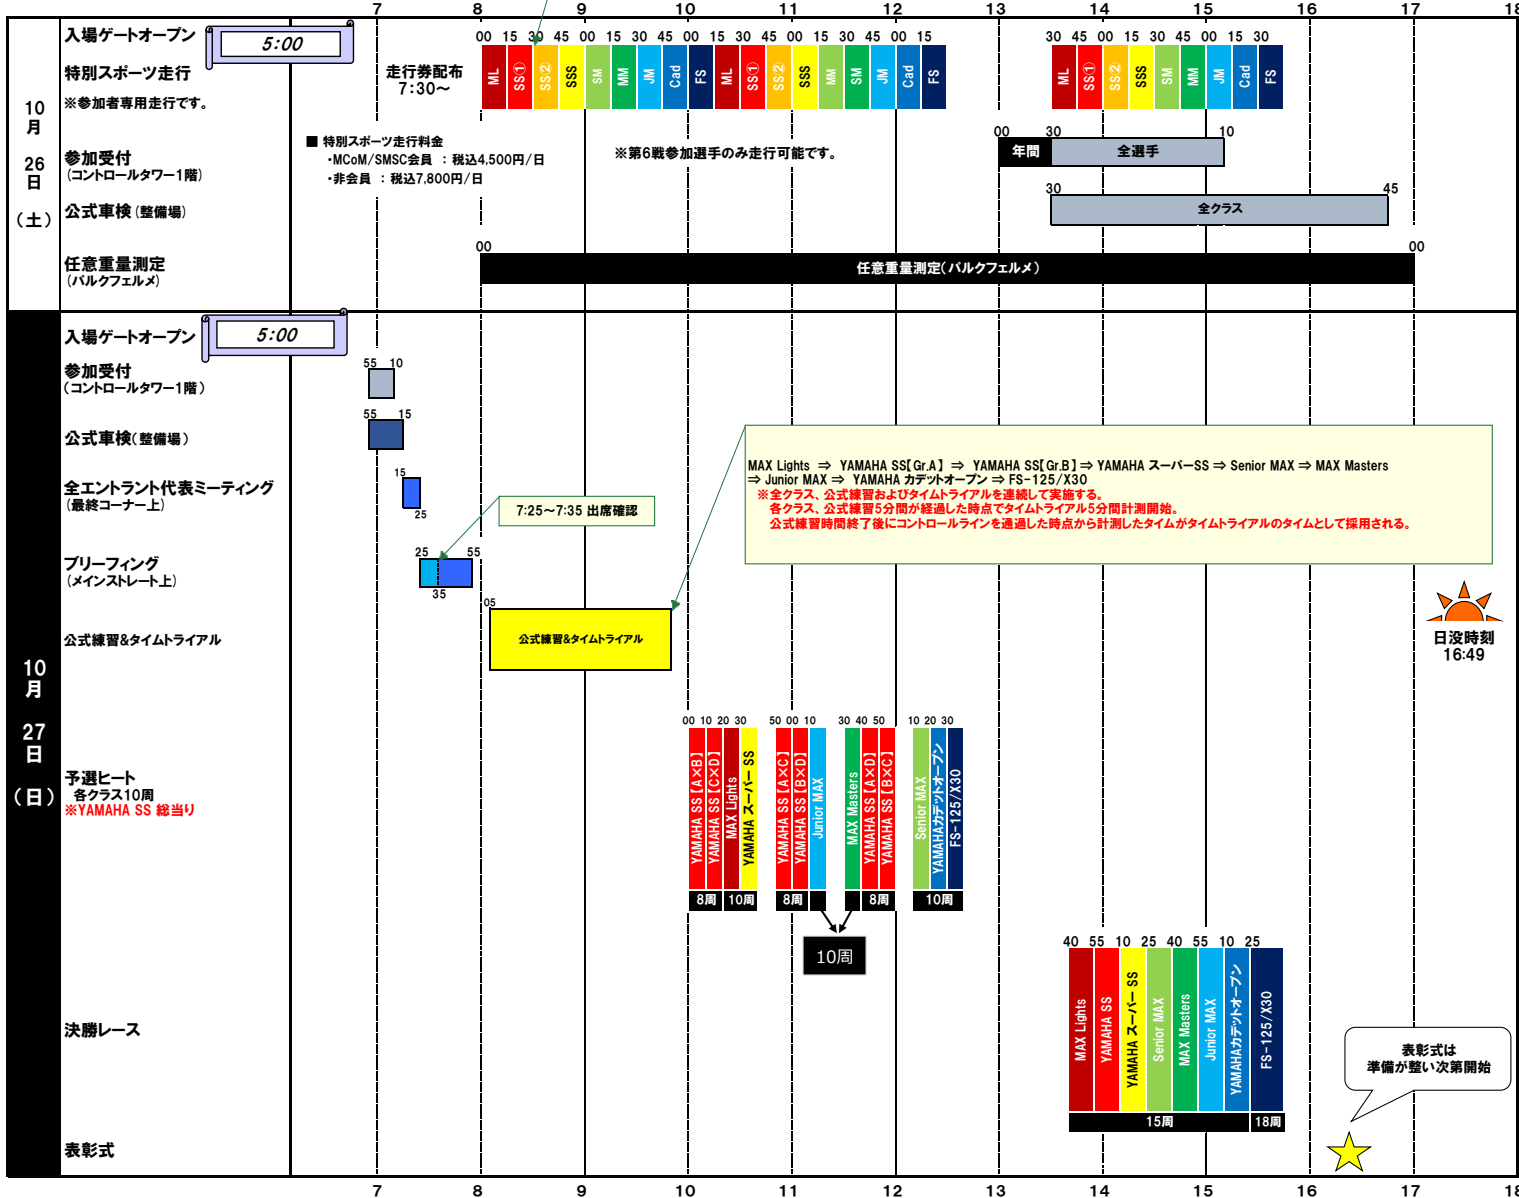 7 8 9 10 11 12 13 14 15 16 17 18
10月26日(土)
入場ゲートオープン
5:00
特別スポーツ走行
※参加者専用走行です。
走行券配布
7:30～
00 15 30 45 00 15 30 45 00 15 30 45 00 15 30 45 00 15
ML SS① SS② SSS SM MM JM Cad FS ML SS① SS② SSS MM SM JM Cad FS
30 45 00 15 30 45 00 15 30
ML SS① SS② SSS SM MM JM Cad FS
■ 特別スポーツ走行料金
・MCoM/SMSC会員 : 税込4,500円/日
・非会員 : 税込7,800円/日
※第6戦参加選手のみ走行可能です。
参加受付
(コントロールタワー1階)
00 30 10
年間 全選手
公式車検(整備場)
30 45
全クラス
任意重量測定
(パルクフェルメ)
00 00
任意重量測定(パルクフェルメ)
10月27日(日)
入場ゲートオープン
5:00
参加受付
(コントロールタワー1階)
55 10
公式車検(整備場)
55 15
全エントラント代表ミーティング
(最終コーナー上)
15
25
7:25～7:35 出席確認
MAX Lights ⇒ YAMAHA SS【Gr.A】 ⇒ YAMAHA SS【Gr.B】⇒ YAMAHA スーパーSS ⇒ Senior MAX ⇒ MAX Masters
⇒ Junior MAX ⇒ YAMAHA カデットオープン ⇒ FS-125/X30
※全クラス、公式練習およびタイムトライアルを連続して実施する。
各クラス、公式練習5分間が経過した時点でタイムトライアル5分間計測開始。
公式練習時間終了後にコントロールラインを通過した時点から計測したタイムがタイムトライアルのタイムとして採用される。
ブリーフィング
(メインストレート上)
25 55
35
公式練習&タイムトライアル
05
公式練習&タイムトライアル
日没時刻
16:49
予選ヒート
各クラス10周
※YAMAHA SS 総当り
00 10 20 30
YAMAHA SS【A×B】
YAMAHA SS【C×D】
MAX Lights
YAMAHA スーパー SS
8周 10周
50 00 10
YAMAHA SS【A×C】
YAMAHA SS【B×D】
Junior MAX
8周
30 40 50
MAX Masters
YAMAHA SS【A×D】
YAMAHA SS【B×C】
8周
10周
10 20 30
Senior MAX
YAMAHAカデットオープン
FS-125/X30
10周
決勝レース
40 55 10 25 40 55 10 25
MAX Lights
YAMAHA SS
YAMAHA スーパー SS
Senior MAX
MAX Masters
Junior MAX
YAMAHAカデットオープン
FS-125/X30
15周 18周
表彰式
表彰式は
準備が整い次第開始
7 8 9 10 11 12 13 14 15 16 17 18